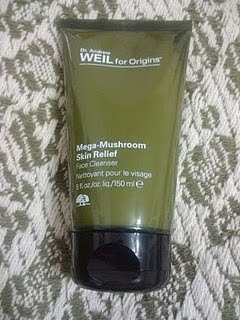 Dr. Andrew
WEIL for Origins™
Mega-Mushroom
Skin Relief
Face Cleanser
Nettoyant pour le visage
5 fl.oz./oz.liq./150 ml ℮